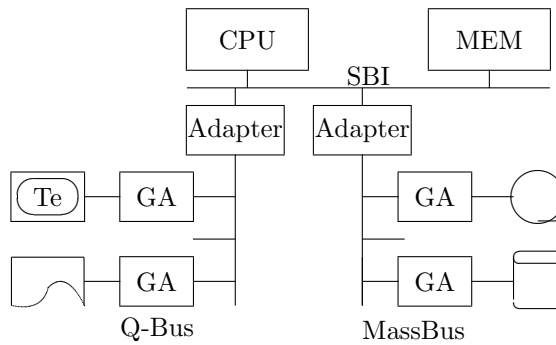 CPU
MEM
SBI
Adapter
Adapter
Te
GA
GA
GA
GA
Q-Bus
MassBus